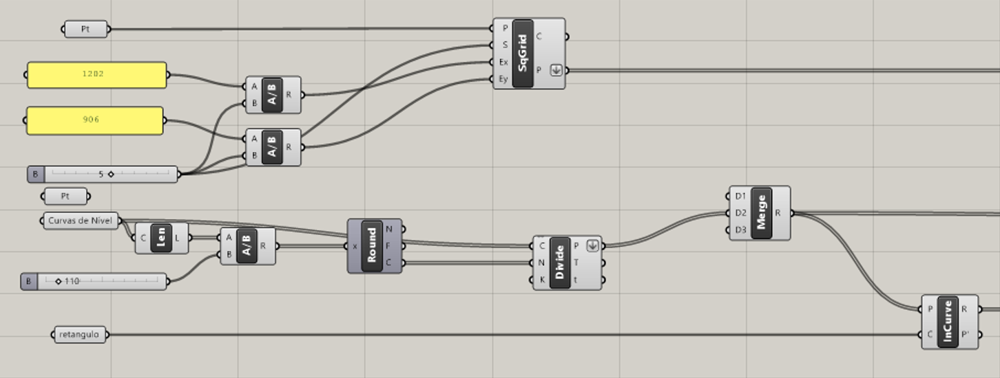 Pt
P
S
Ex
Ey
SqGrid
C
P
1202
A
B
A/B
R
906
A
B
A/B
R
B
5
Pt
Curvas de Nível
C
Len
L
A
B
A/B
R
x
Round
N
F
C
C
N
K
Divide
P
T
t
D1
D2
D3
Merge
R
B
110
retangulo
P
C
InCurve
R
P'